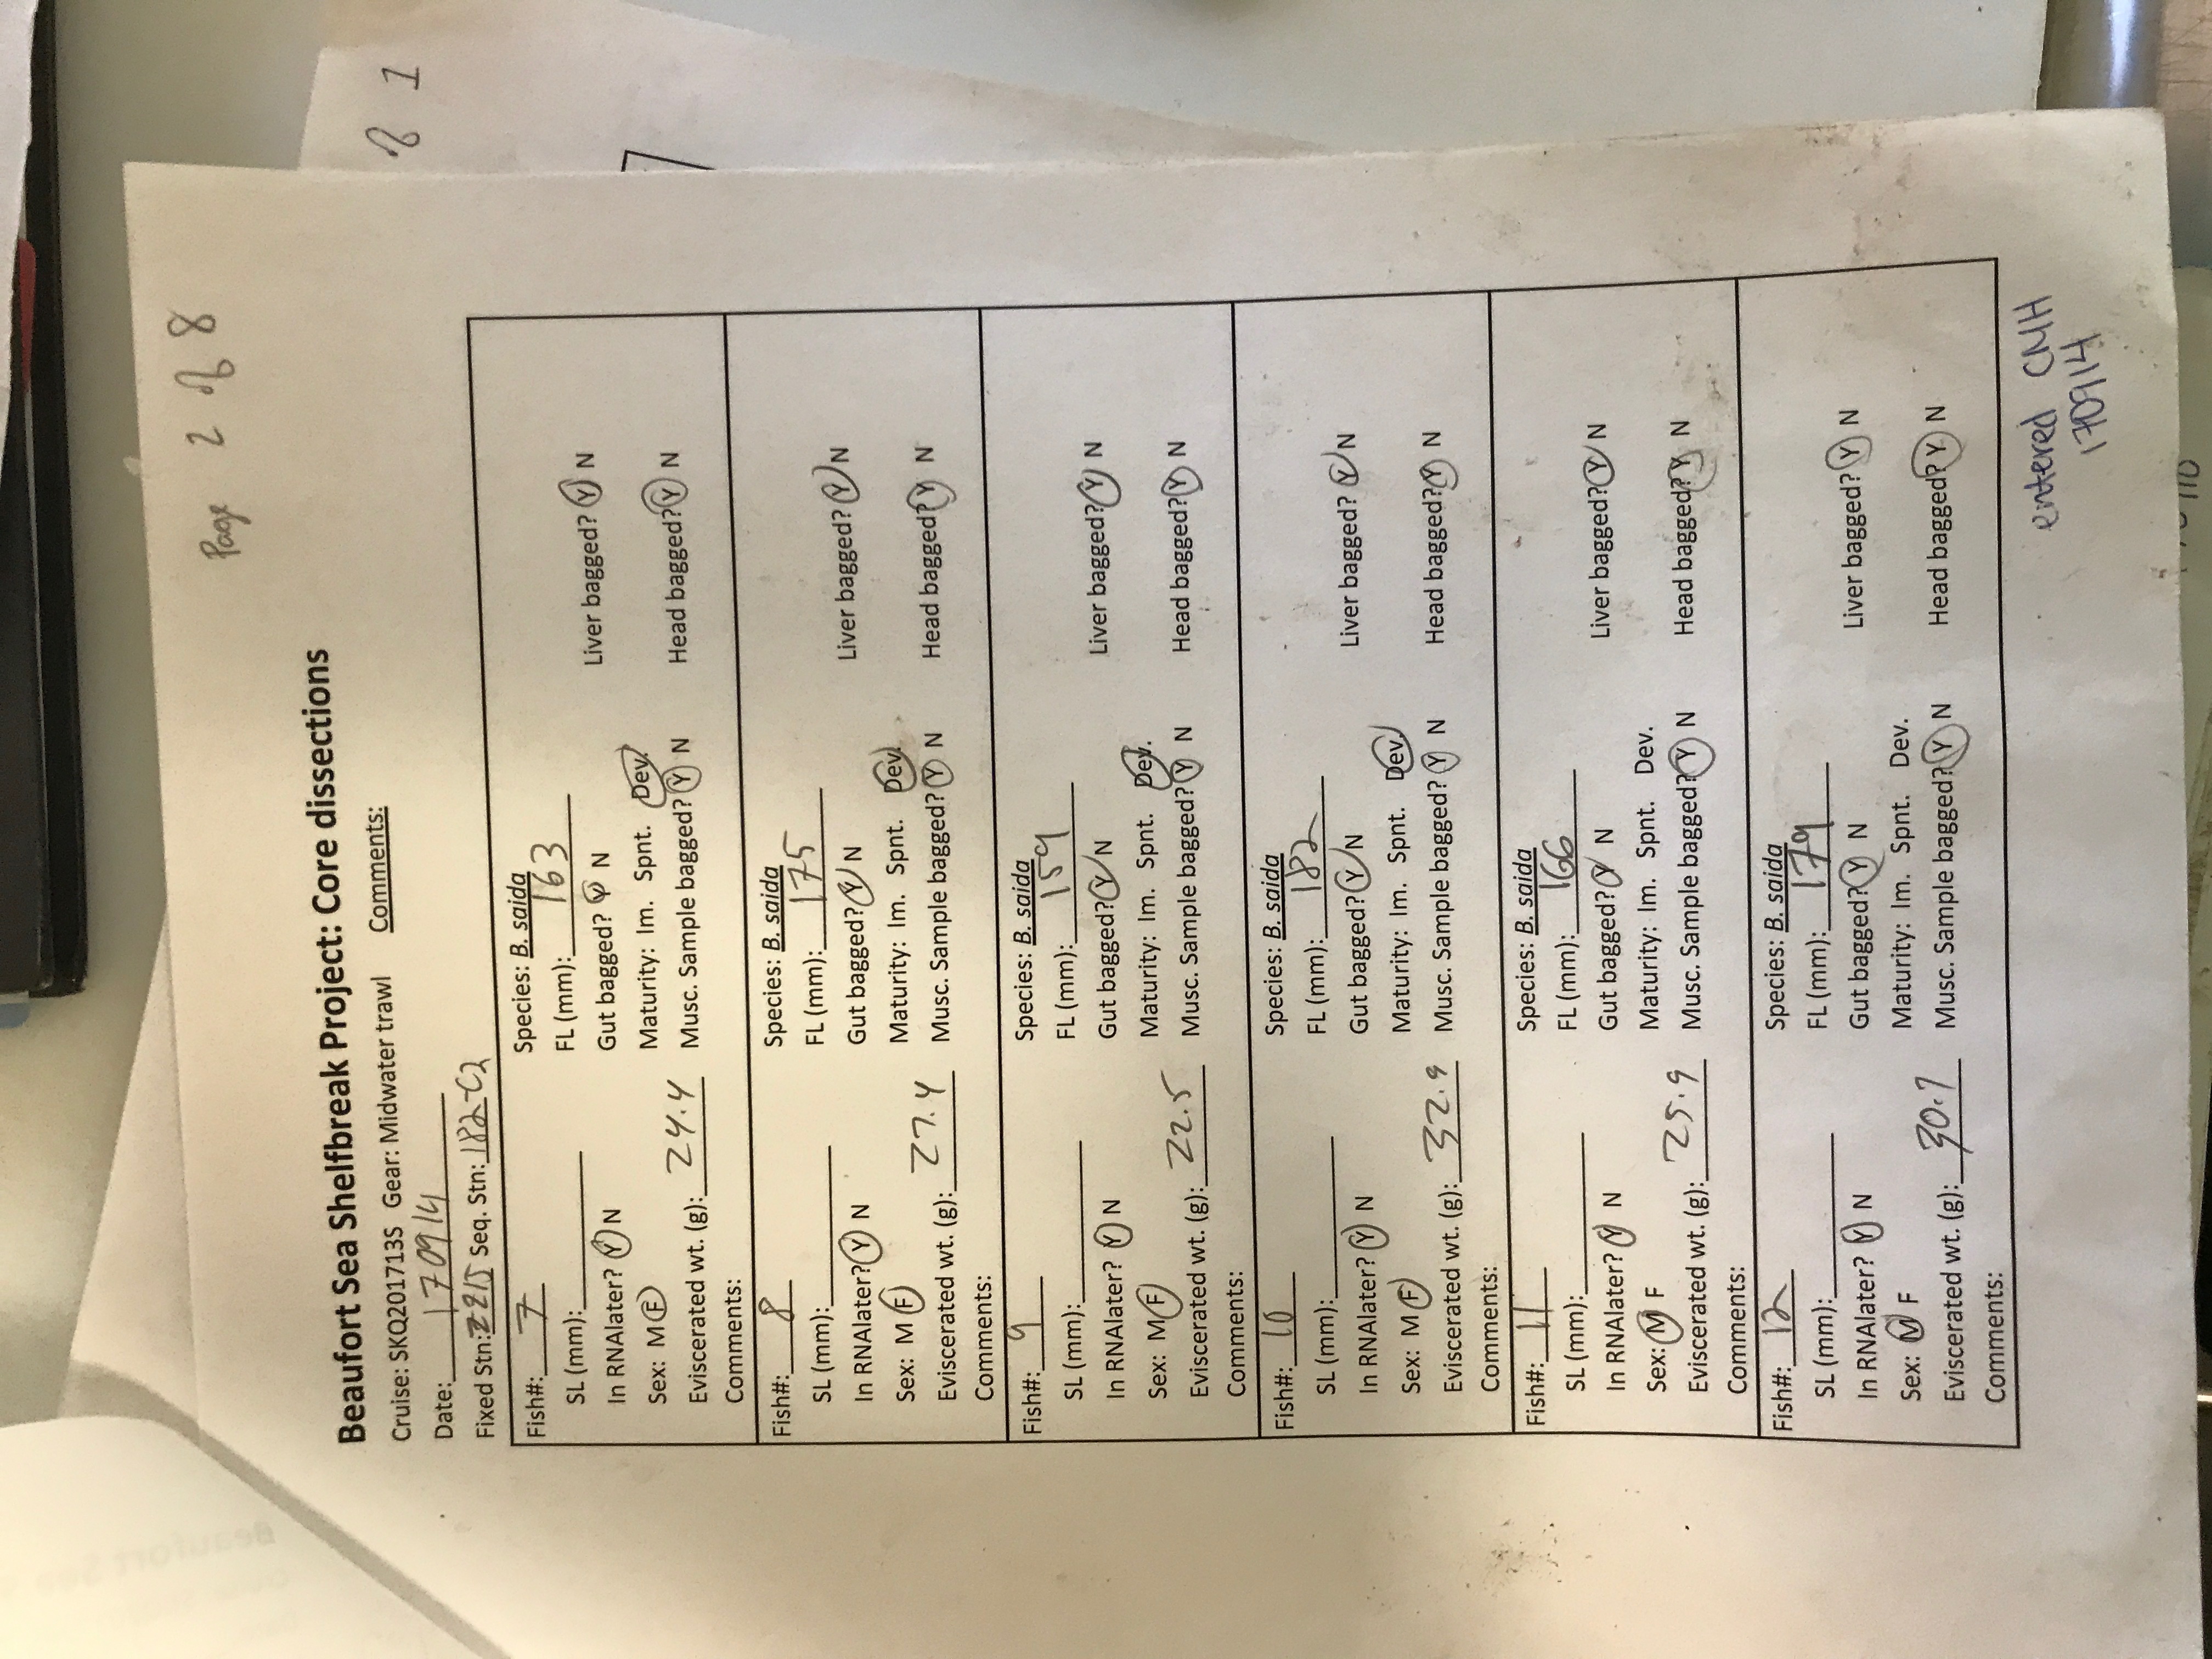 Page 2 of 8
Beaufort Sea Shelfbreak Project: Core dissections
Cruise: SKQ201713S Gear: Midwater trawl Comments:
Date: 170914
Fixed Stn: Seq. Stn: 182-C2
Fish#: 7 Species: B. saida
SL (mm): FL (mm): 163
In RNAlater? Y N Gut bagged? Y N Liver bagged? Y N
Sex: M F Maturity: Im. Spnt. Dev.
Eviscerated wt. (g): 24.4 Musc. Sample bagged? Y N Head bagged? Y N
Comments:
Fish#: 8 Species: B. saida
SL (mm): FL (mm): 175
In RNAlater? Y N Gut bagged? Y N Liver bagged? Y N
Sex: M F Maturity: Im. Spnt. Dev.
Eviscerated wt. (g): 27.4 Musc. Sample bagged? Y N Head bagged? Y N
Comments:
Fish#: 9 Species: B. saida
SL (mm): FL (mm): 159
In RNAlater? Y N Gut bagged? Y N Liver bagged? Y N
Sex: M F Maturity: Im. Spnt. Dev.
Eviscerated wt. (g): 22.5 Musc. Sample bagged? Y N Head bagged? Y N
Comments:
Fish#: 10 Species: B. saida
SL (mm): FL (mm): 182
In RNAlater? Y N Gut bagged? Y N Liver bagged? Y N
Sex: M F Maturity: Im. Spnt. Dev.
Eviscerated wt. (g): 32.9 Musc. Sample bagged? Y N Head bagged? Y N
Comments:
Fish#: 11 Species: B. saida
SL (mm): FL (mm): 166
In RNAlater? Y N Gut bagged? Y N Liver bagged? Y N
Sex: M F Maturity: Im. Spnt. Dev.
Eviscerated wt. (g): 25.9 Musc. Sample bagged? Y N Head bagged? Y N
Comments:
Fish#: 12 Species: B. saida
SL (mm): FL (mm): 179
In RNAlater? Y N Gut bagged? Y N Liver bagged? Y N
Sex: M F Maturity: Im. Spnt. Dev.
Eviscerated wt. (g): 30.7 Musc. Sample bagged? Y N Head bagged? Y N
Comments:
entered CMH
170914